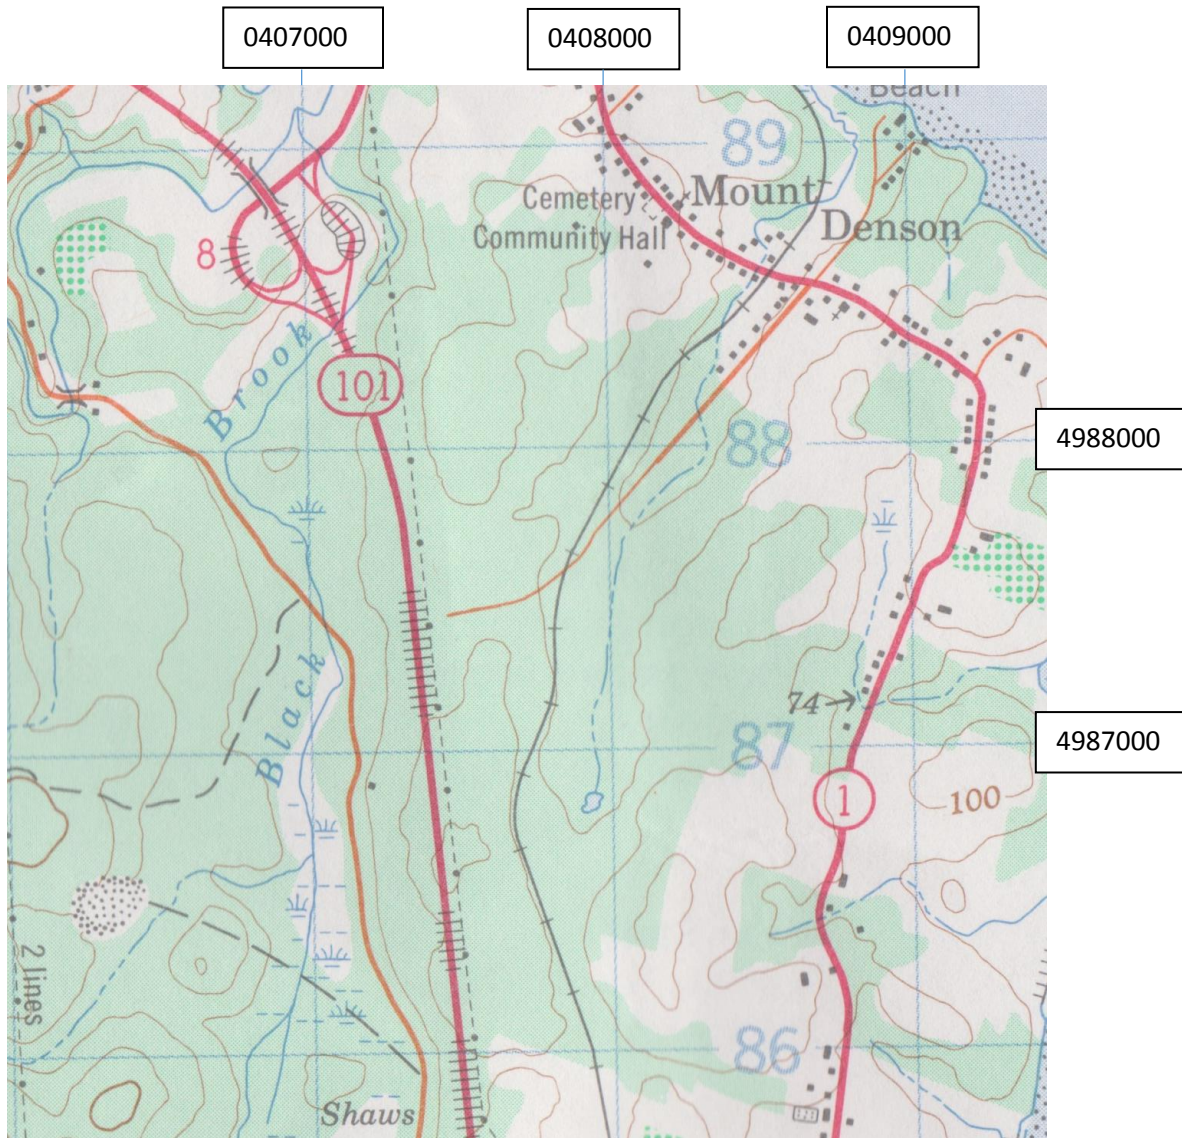 0407000
0408000
0409000
Beach
89
Cemetery
Mount
Community Hall
Denson
8
Brook
101
88
4988000
Black
74
87
4987000
1
100
2 lines
86
Shaws